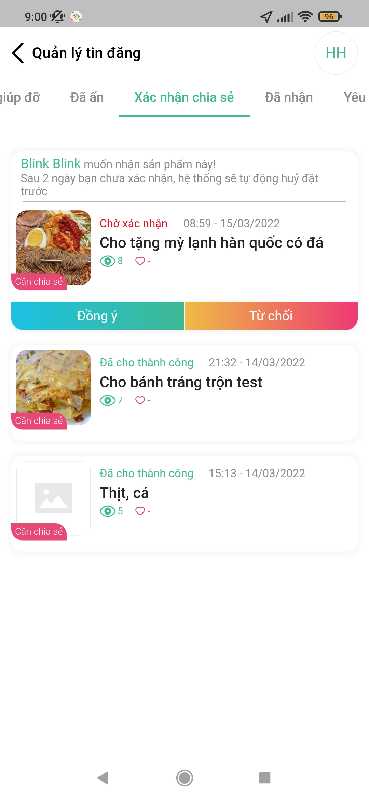 9:00
96
Quản lý tin đăng
HH
giúp đỡ Đã ẩn Xác nhận chia sẻ Đã nhận Yêu
Blink Blink muốn nhận sản phẩm này!
Sau 2 ngày bạn chưa xác nhận, hệ thống sẽ tự động huỷ đặt
trước
Chờ xác nhận 08:59 - 15/03/2022
Cho tặng mỳ lạnh hàn quốc có đá
8 -
Cần chia sẻ
Đồng ý Từ chối
Đã cho thành công 21:32 - 14/03/2022
Cho bánh tráng trộn test
7 -
Cần chia sẻ
Đã cho thành công 15:13 - 14/03/2022
Thịt, cá
5 -
Cần chia sẻ